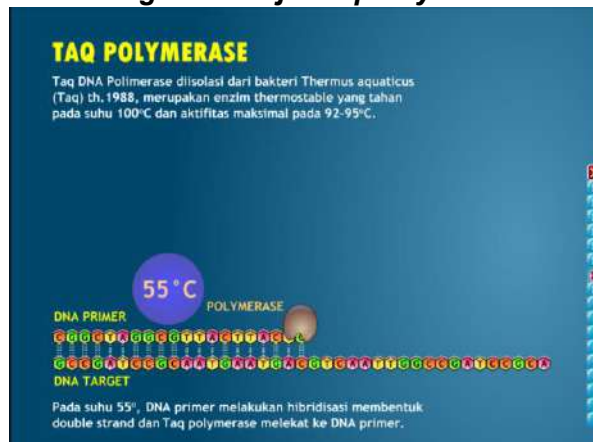 TAQ POLYMERASE
Taq DNA Polimerase diisolasi dari bakteri Thermus aquaticus
(Taq) th.1988, merupakan enzim thermostable yang tahan
pada suhu 100°C dan aktifitas maksimal pada 92-95°C.
55°C
POLYMERASE
DNA PRIMER
DNA TARGET
Pada suhu 55°, DNA primer melakukan hibridisasi membentuk
double strand dan Taq polymerase melekat ke DNA primer.